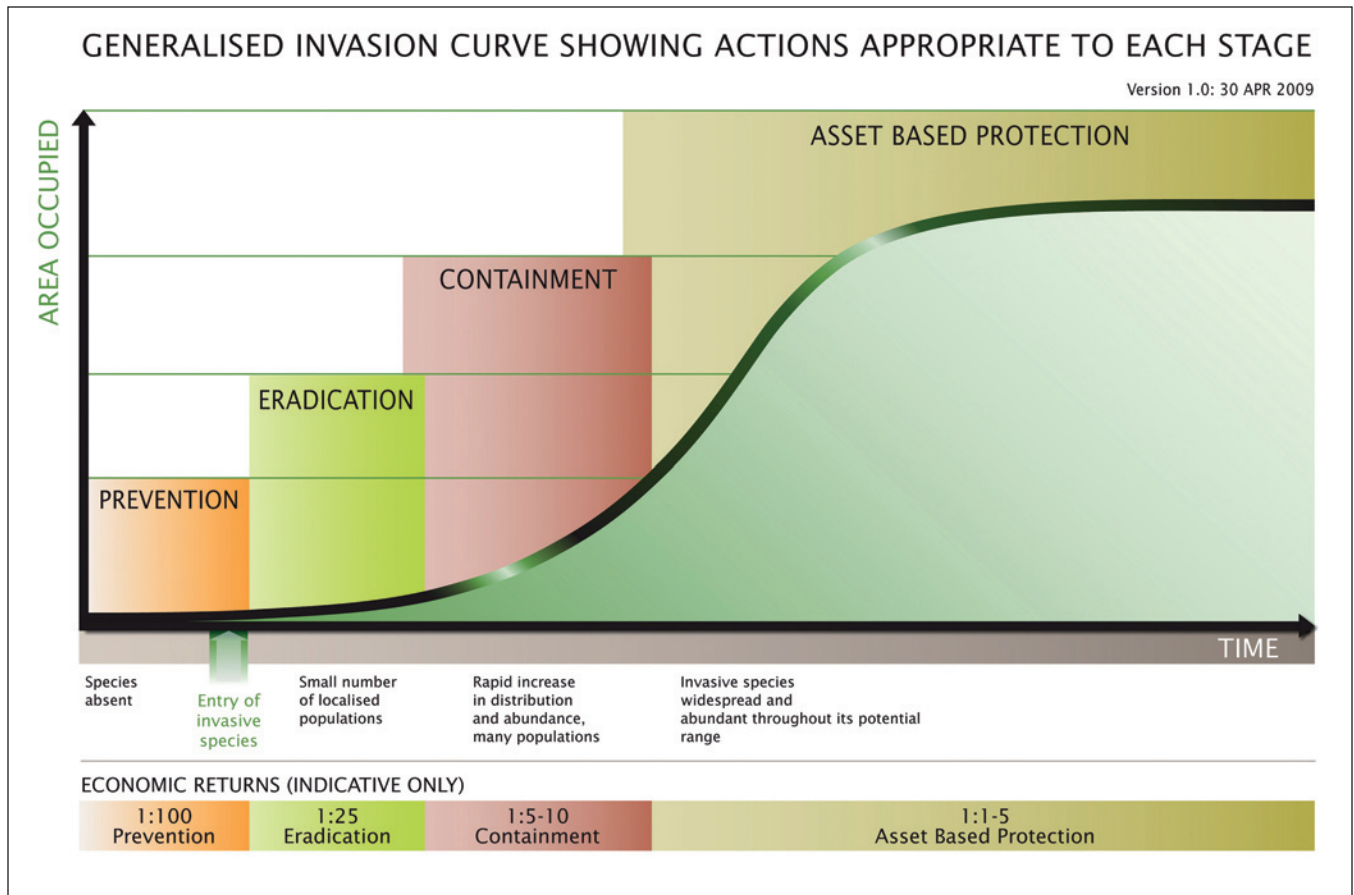 GENERALISED INVASION CURVE SHOWING ACTIONS APPROPRIATE TO EACH STAGE
Version 1.0: 30 APR 2009
AREA OCCUPIED
ASSET BASED PROTECTION
CONTAINMENT
ERADICATION
PREVENTION
TIME
Species
absent
Entry of
invasive
species
Small number
of localised
populations
Rapid increase
in distribution
and abundance,
many populations
Invasive species
widespread and
abundant throughout its potential
range
ECONOMIC RETURNS (INDICATIVE ONLY)
1:100
Prevention
1:25
Eradication
1:5-10
Containment
1:1-5
Asset Based Protection